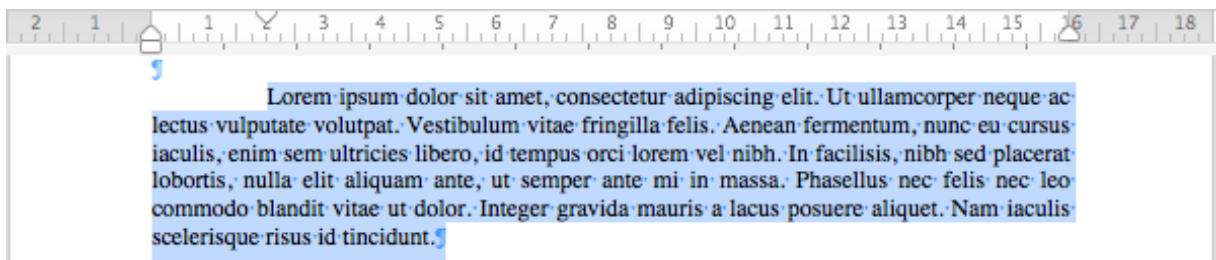 2 1 1 2 3 4 5 6 7 8 9 10 11 12 13 14 15 16 17 18
¶
Lorem ipsum dolor sit amet, consectetur adipiscing elit. Ut ullamcorper neque ac
lectus vulputate volutpat. Vestibulum vitae fringilla felis. Aenean fermentum, nunc eu cursus
iaculis, enim sem ultricies libero, id tempus orci lorem vel nibh. In facilisis, nibh sed placerat
lobortis, nulla elit aliquam ante, ut semper ante mi in massa. Phasellus nec felis nec leo
commodo blandit vitae ut dolor. Integer gravida mauris a lacus posuere aliquet. Nam iaculis
scelerisque risus id tincidunt.¶